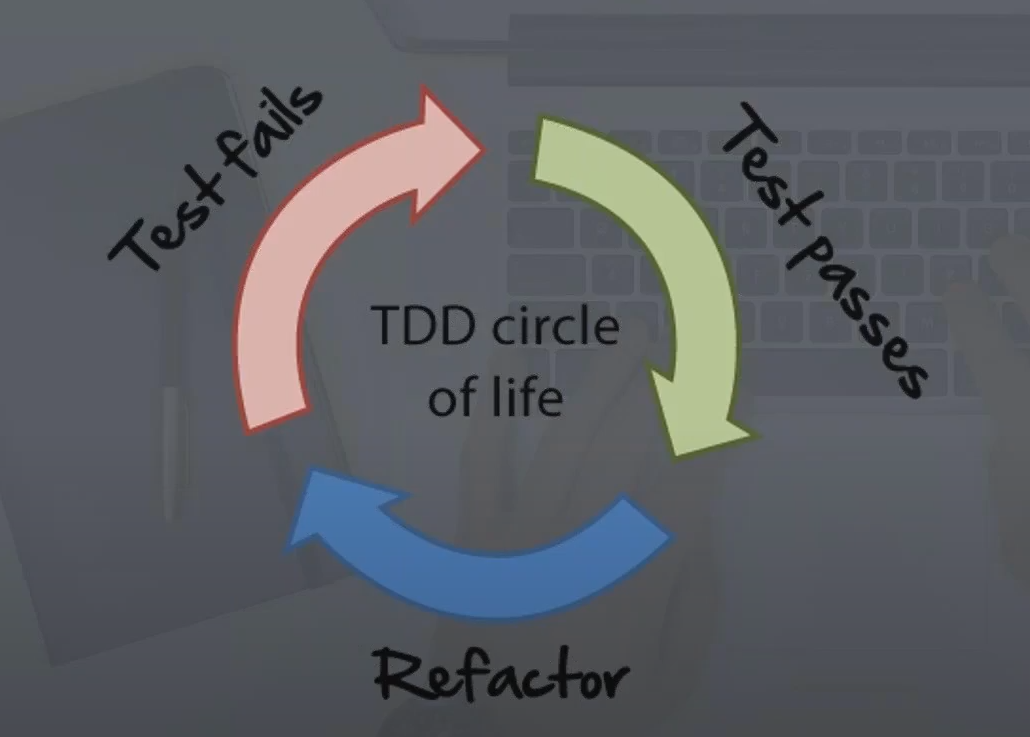 Test fails
Test passes
TDD circle
of life
Refactor